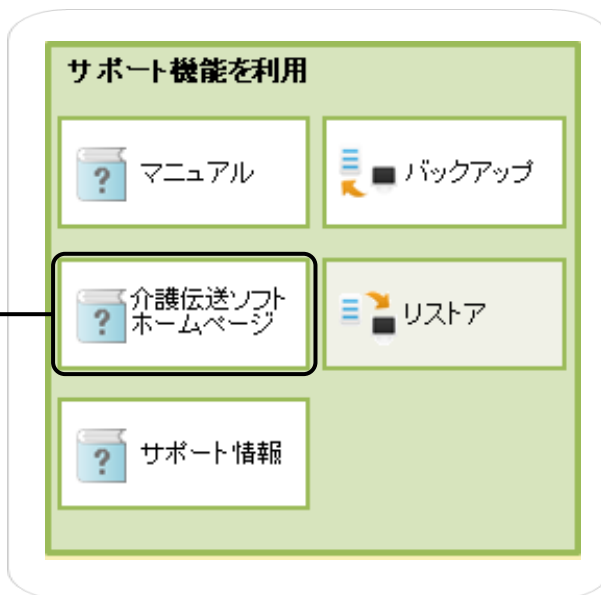 サポート機能を利用
マニュアル
バックアップ
介護伝送ソフト
ホームページ
リストア
サポート情報